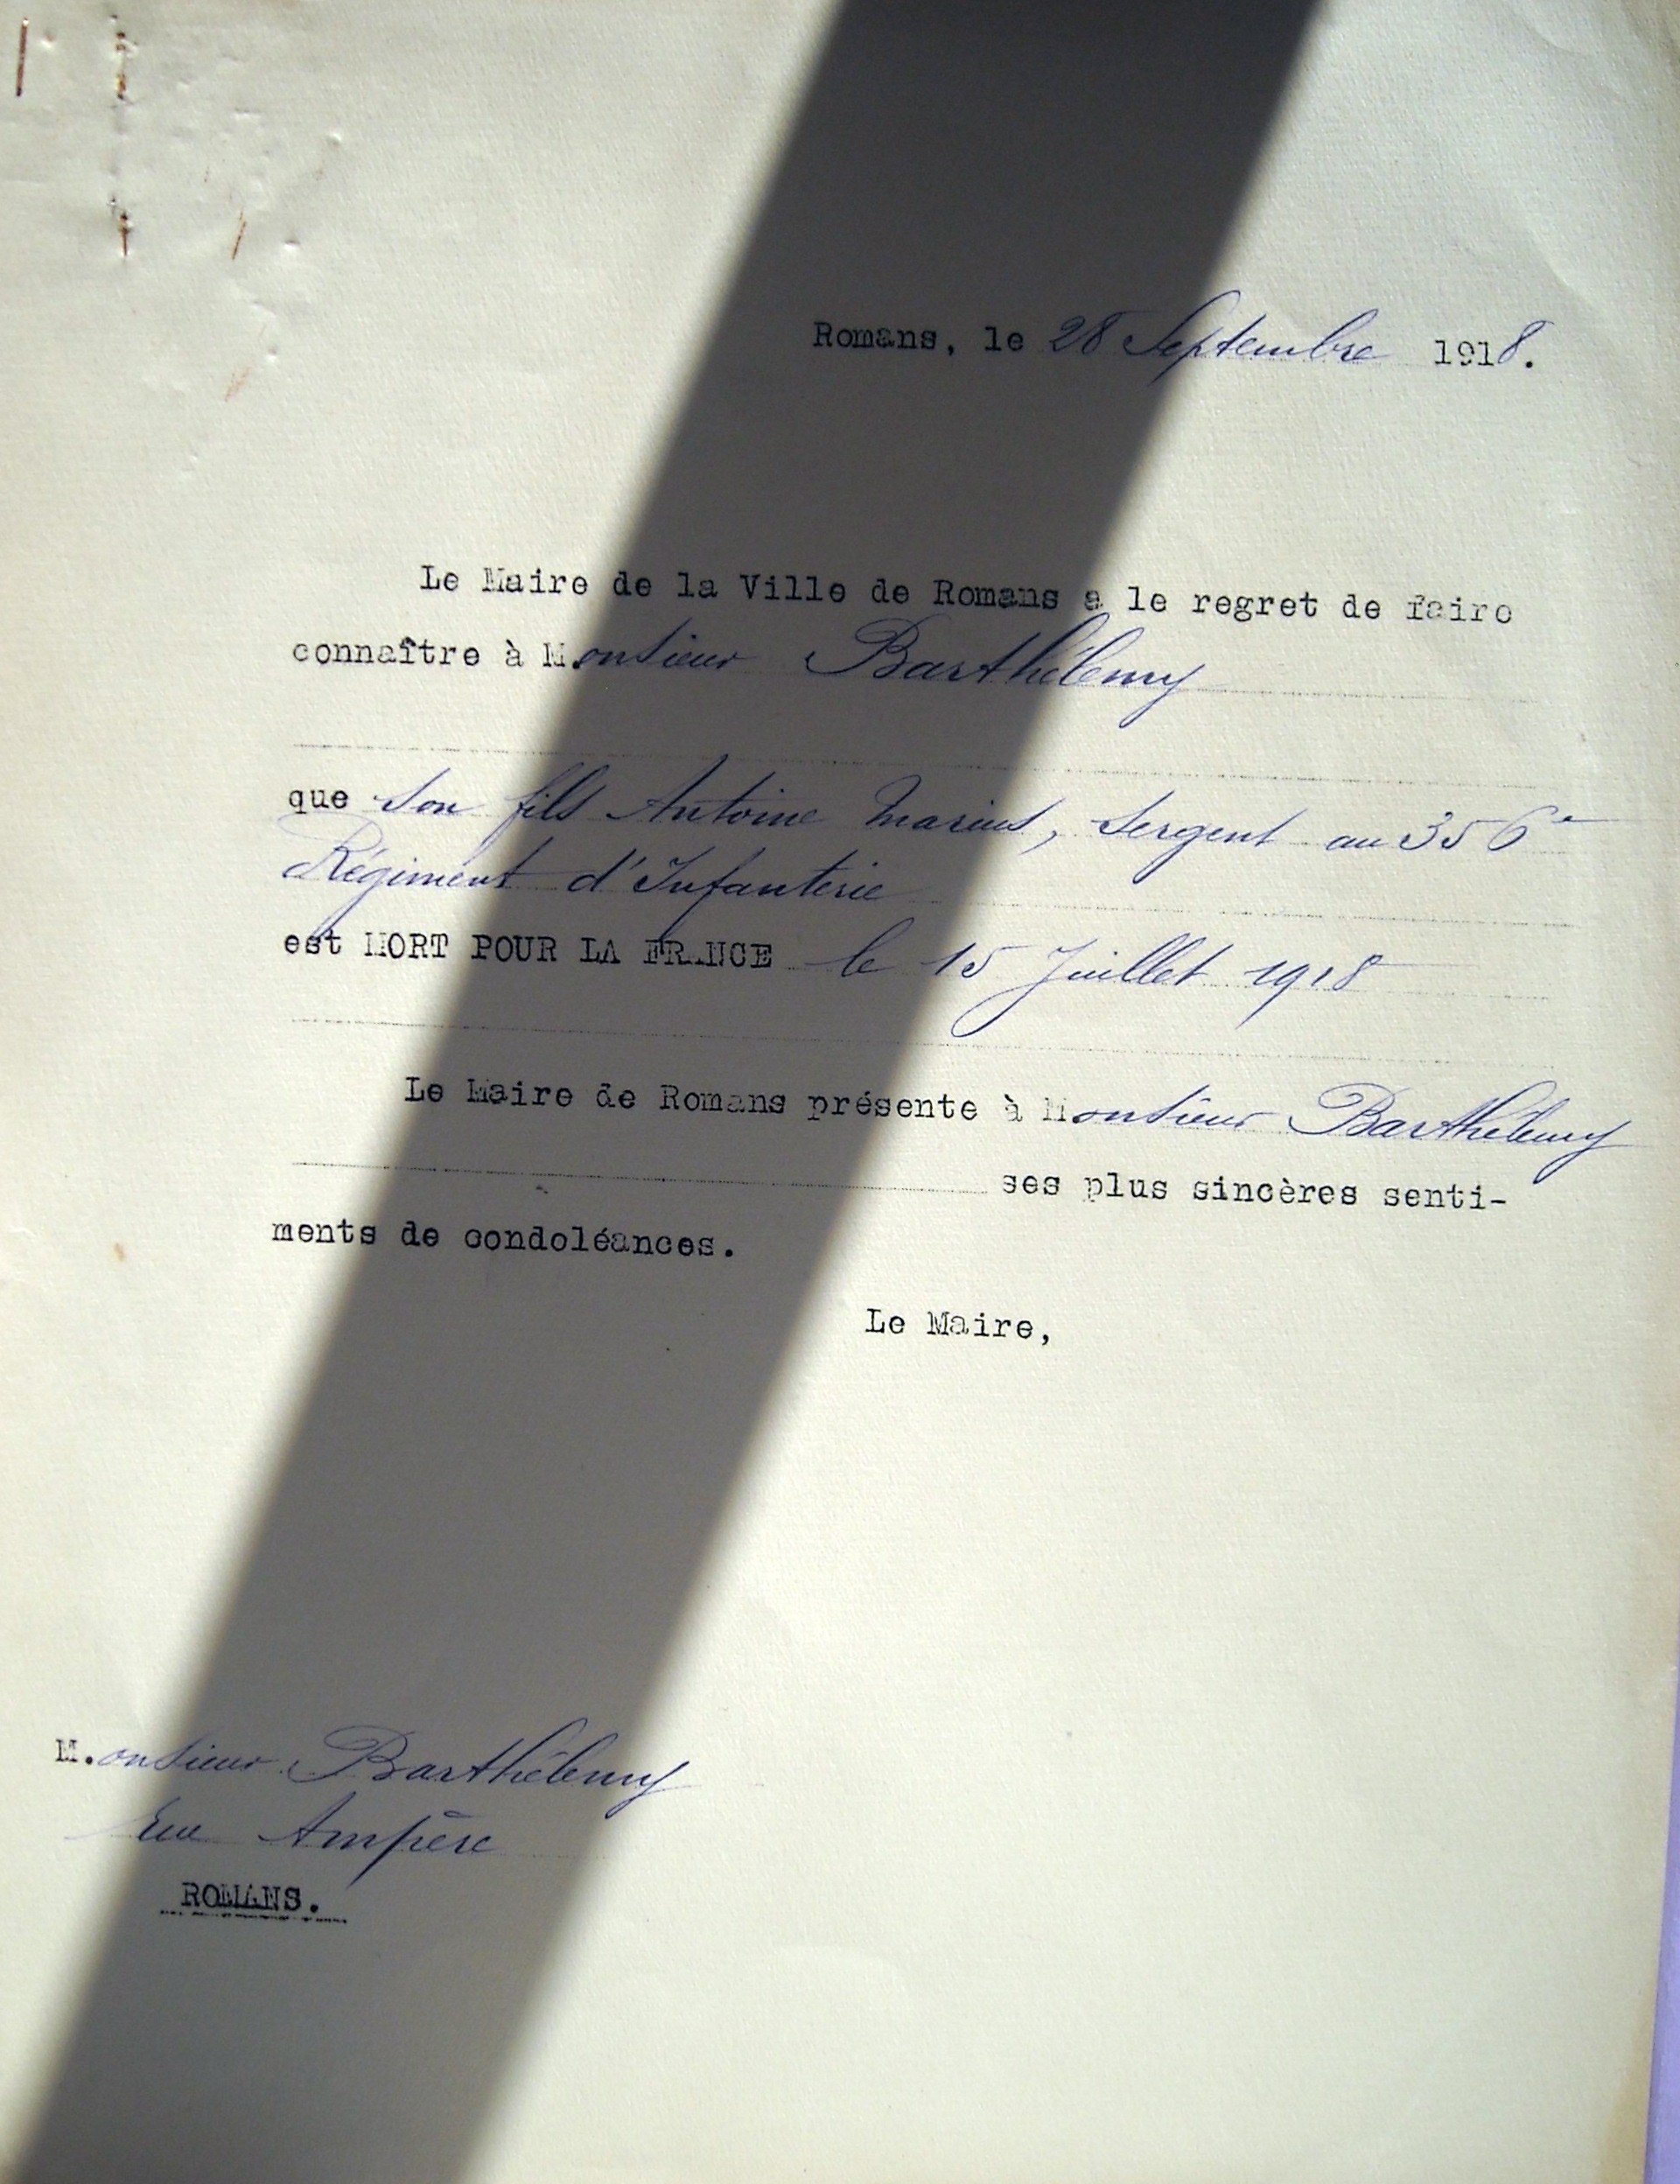 Romans, le 28 Septembre 1918.
Le Maire de la Ville de Romans a le regret de faire
connaître à Monsieur Barthélemy
que son fils Antoine Marius, Sergent au 356e
Régiment d'Infanterie
est MORT POUR LA FRANCE le 15 Juillet 1918
Le Maire de Romans présente à Monsieur Barthélemy
ses plus sincères senti-
ments de condoléances.
Le Maire,
M.onsieur Barthélemy
Rue Ampère
ROMANS.